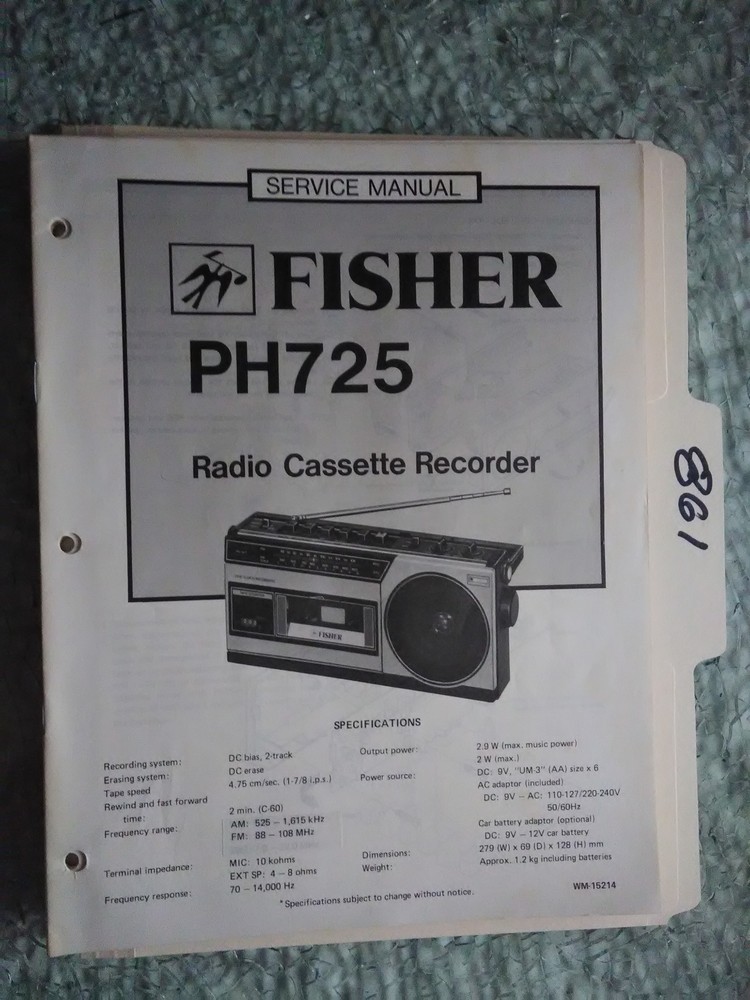 SERVICE MANUAL
FISHER
PH725
Radio Cassette Recorder
FISHER
861
SPECIFICATIONS
Recording system: DC bias, 2-track
Erasing system: DC erase
Tape speed 4.75 cm/sec. (1-7/8 i.p.s.)
Rewind and fast forward
time: 2 min. (C-60)
Frequency range: AM: 525 – 1,615 kHz
FM: 88 – 108 MHz
Terminal impedance: MIC: 10 kohms
EXT SP: 4 – 8 ohms
Frequency response: 70 – 14,000 Hz
Output power: 2.9 W (max. music power)
2 W (max.)
Power source: DC: 9V, "UM-3" (AA) size x 6
AC adaptor (included)
DC: 9V – AC: 110-127/220-240V
50/60Hz
Car battery adaptor (optional)
DC: 9V – 12V car battery
Dimensions: 279 (W) x 69 (D) x 128 (H) mm
Weight: Approx. 1.2 kg including batteries
*Specifications subject to change without notice.
WM-15214